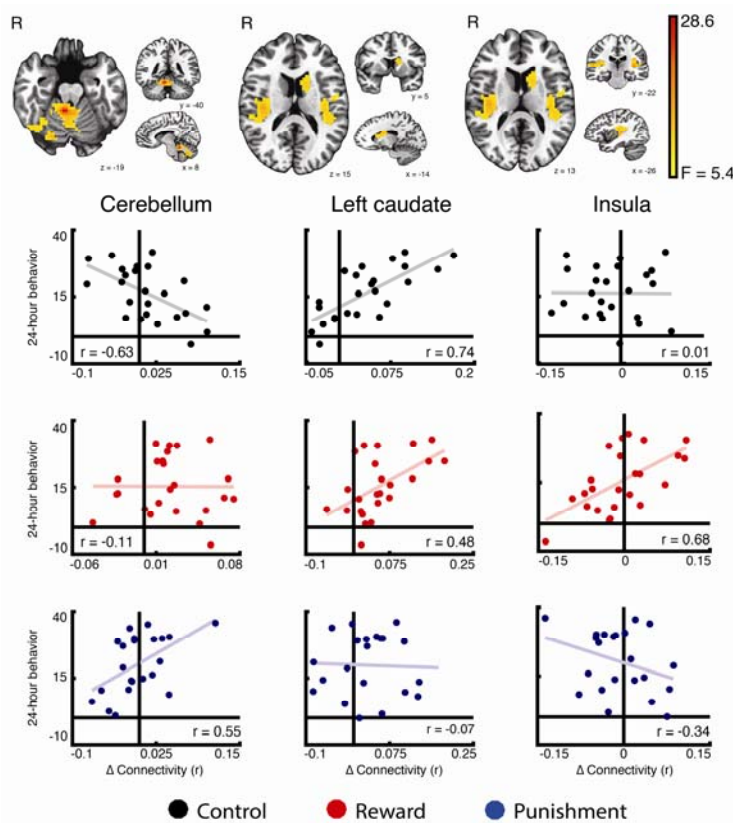 R
R
R
28.6
y = -40
y = 5
y = -22
z = -19
x = 8
z = 15
x = -14
z = 13
x = -26
F = 5.4
Cerebellum
Left caudate
Insula
24-hour behavior
40
15
-10
r = -0.63
-0.1
0.025
0.15
r = 0.74
-0.05
0.075
0.2
r = 0.01
-0.15
0
0.15
24-hour behavior
40
15
-10
r = -0.11
-0.06
0.01
0.08
r = 0.48
-0.1
0.075
0.25
r = 0.68
-0.15
0
0.15
24-hour behavior
40
15
-10
r = 0.55
-0.1
0.025
0.15
r = -0.07
-0.1
0.075
0.25
r = -0.34
-0.15
0
0.15
Δ Connectivity (r)
Δ Connectivity (r)
Δ Connectivity (r)
Control
Reward
Punishment